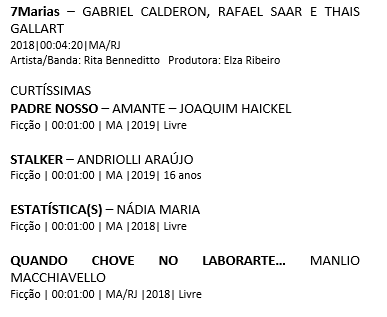 7Marias – GABRIEL CALDERON, RAFAEL SAAR E THAIS
GALLART
2018|00:04:20|MA/RJ
Artista/Banda: Rita Benneditto Produtora: Elza Ribeiro
CURTÍSSIMAS
PADRE NOSSO – AMANTE – JOAQUIM HAICKEL
Ficção | 00:01:00 | MA |2019| Livre
STALKER – ANDRIOLLI ARAÚJO
Ficção | 00:01:00 | MA |2019| 16 anos
ESTATÍSTICA(S) – NÁDIA MARIA
Ficção | 00:01:00 | MA |2018| Livre
QUANDO CHOVE NO LABORARTE... MANLIO
MACCHIAVELLO
Ficção | 00:01:00 | MA/RJ |2018| Livre